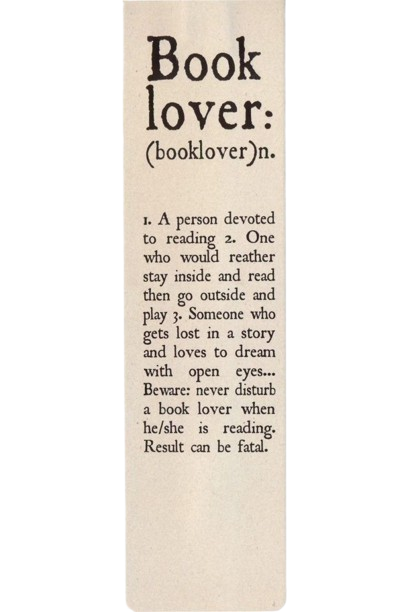 Book
lover:
(booklover)n.
1. A person devoted
to reading 2. One
who would reather
stay inside and read
then go outside and
play 3. Someone who
gets lost in a story
and loves to dream
with open eyes...
Beware: never disturb
a book lover when
he/she is reading.
Result can be fatal.